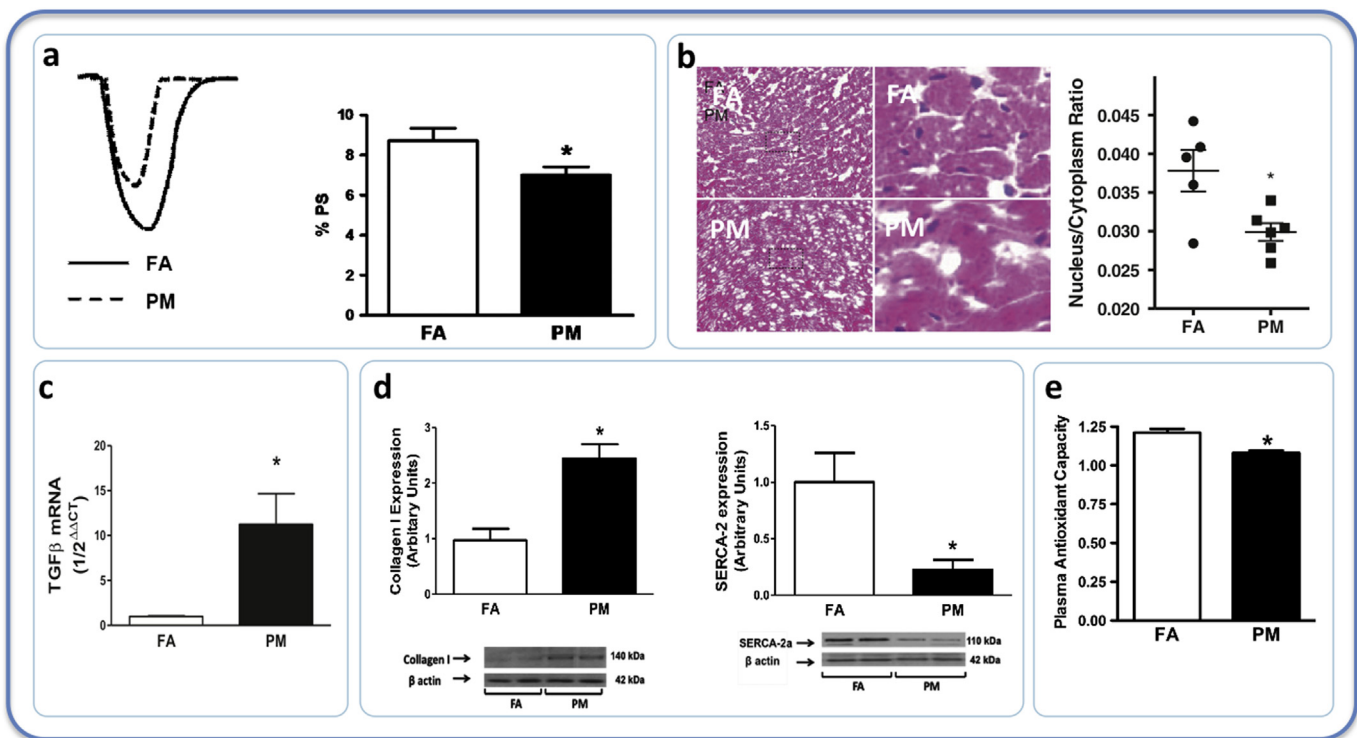 a
FA
PM
% PS
10
8
6
4
2
0
*
FA
PM
b
FA
PM
FA
FA
PM
PM
Nucleus/Cytoplasm Ratio
0.045
0.040
0.035
0.030
0.025
0.020
*
FA
PM
c
TGFβ mRNA
(1/2^ΔΔCT)
20
15
10
5
0
*
FA
PM
d
Collagen I Expression
(Arbitary Units)
3
2
1
0
*
FA
PM
Collagen I → 140 kDa
β actin → 42 kDa
FA PM
SERCA-2 expression
(Arbitrary Units)
1.5
1.0
0.5
0.0
*
FA
PM
SERCA-2a → 110 kDa
β actin → 42 kDa
FA PM
e
Plasma Antioxidant Capacity
1.25
1.00
0.75
0.50
0.25
0.00
*
FA
PM